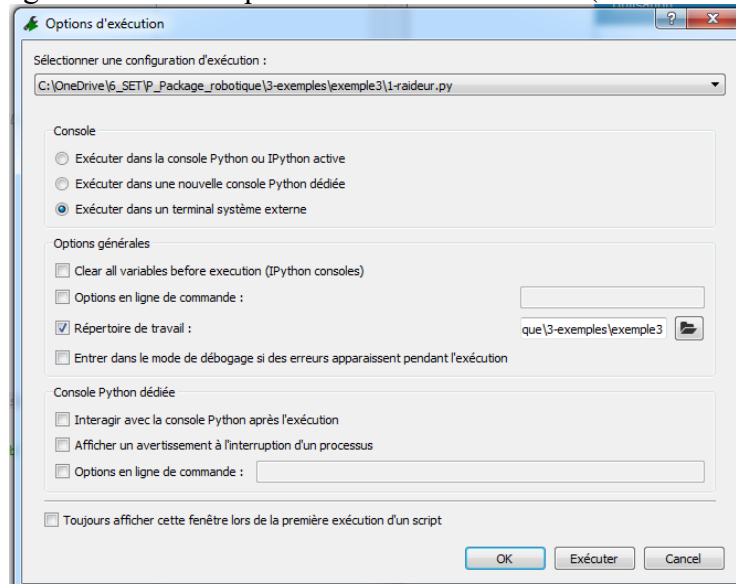 Options d'exécution
Sélectionner une configuration d'exécution :
C:\OneDrive\6_SET\P_Package_robotique\3-exemples\exemple3\1-raideur.py
Console
Exécuter dans la console Python ou IPython active
Exécuter dans une nouvelle console Python dédiée
Exécuter dans un terminal système externe
Options générales
Clear all variables before execution (IPython consoles)
Options en ligne de commande :
Répertoire de travail : que\3-exemples\exemple3
Entrer dans le mode de débogage si des erreurs apparaissent pendant l'exécution
Console Python dédiée
Interagir avec la console Python après l'exécution
Afficher un avertissement à l'interruption d'un processus
Options en ligne de commande :
Toujours afficher cette fenêtre lors de la première exécution d'un script
OK Exécuter Cancel